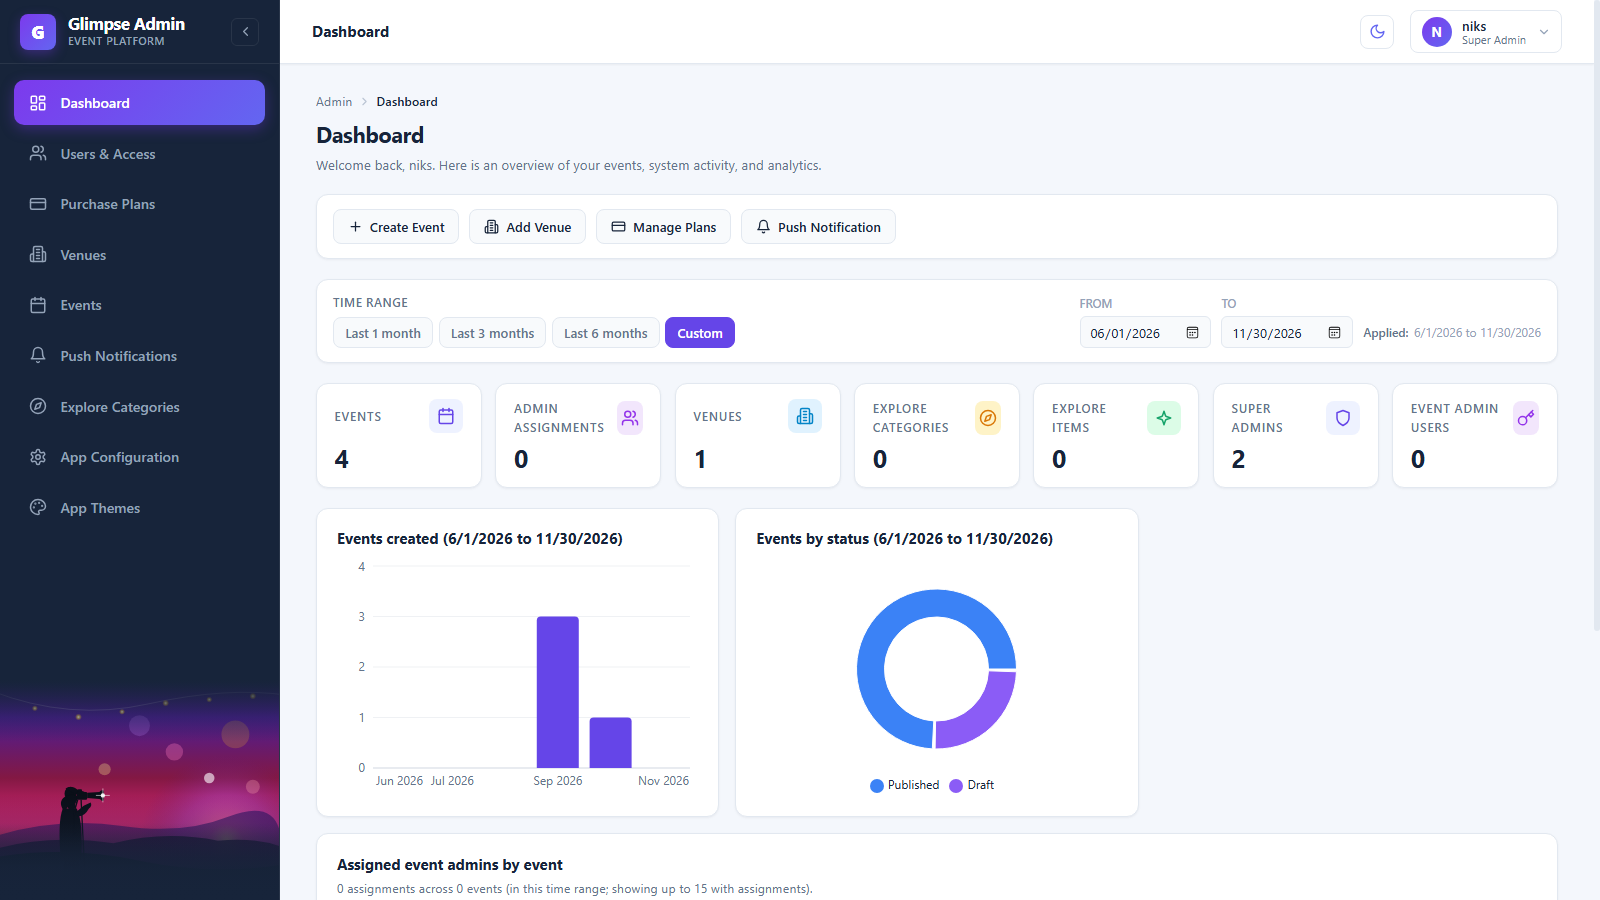 G
Glimpse Admin
EVENT PLATFORM
Dashboard
Users & Access
Purchase Plans
Venues
Events
Push Notifications
Explore Categories
App Configuration
App Themes
Dashboard
N
niks
Super Admin
Admin > Dashboard
Dashboard
Welcome back, niks. Here is an overview of your events, system activity, and analytics.
+ Create Event
Add Venue
Manage Plans
Push Notification
TIME RANGE
Last 1 month
Last 3 months
Last 6 months
Custom
FROM
06/01/2026
TO
11/30/2026
Applied: 6/1/2026 to 11/30/2026
EVENTS
4
ADMIN
ASSIGNMENTS
0
VENUES
1
EXPLORE
CATEGORIES
0
EXPLORE
ITEMS
0
SUPER
ADMINS
2
EVENT ADMIN
USERS
0
Events created (6/1/2026 to 11/30/2026)
4
3
2
1
0
Jun 2026 Jul 2026 Sep 2026 Nov 2026
Events by status (6/1/2026 to 11/30/2026)
Published Draft
Assigned event admins by event
0 assignments across 0 events (in this time range; showing up to 15 with assignments).